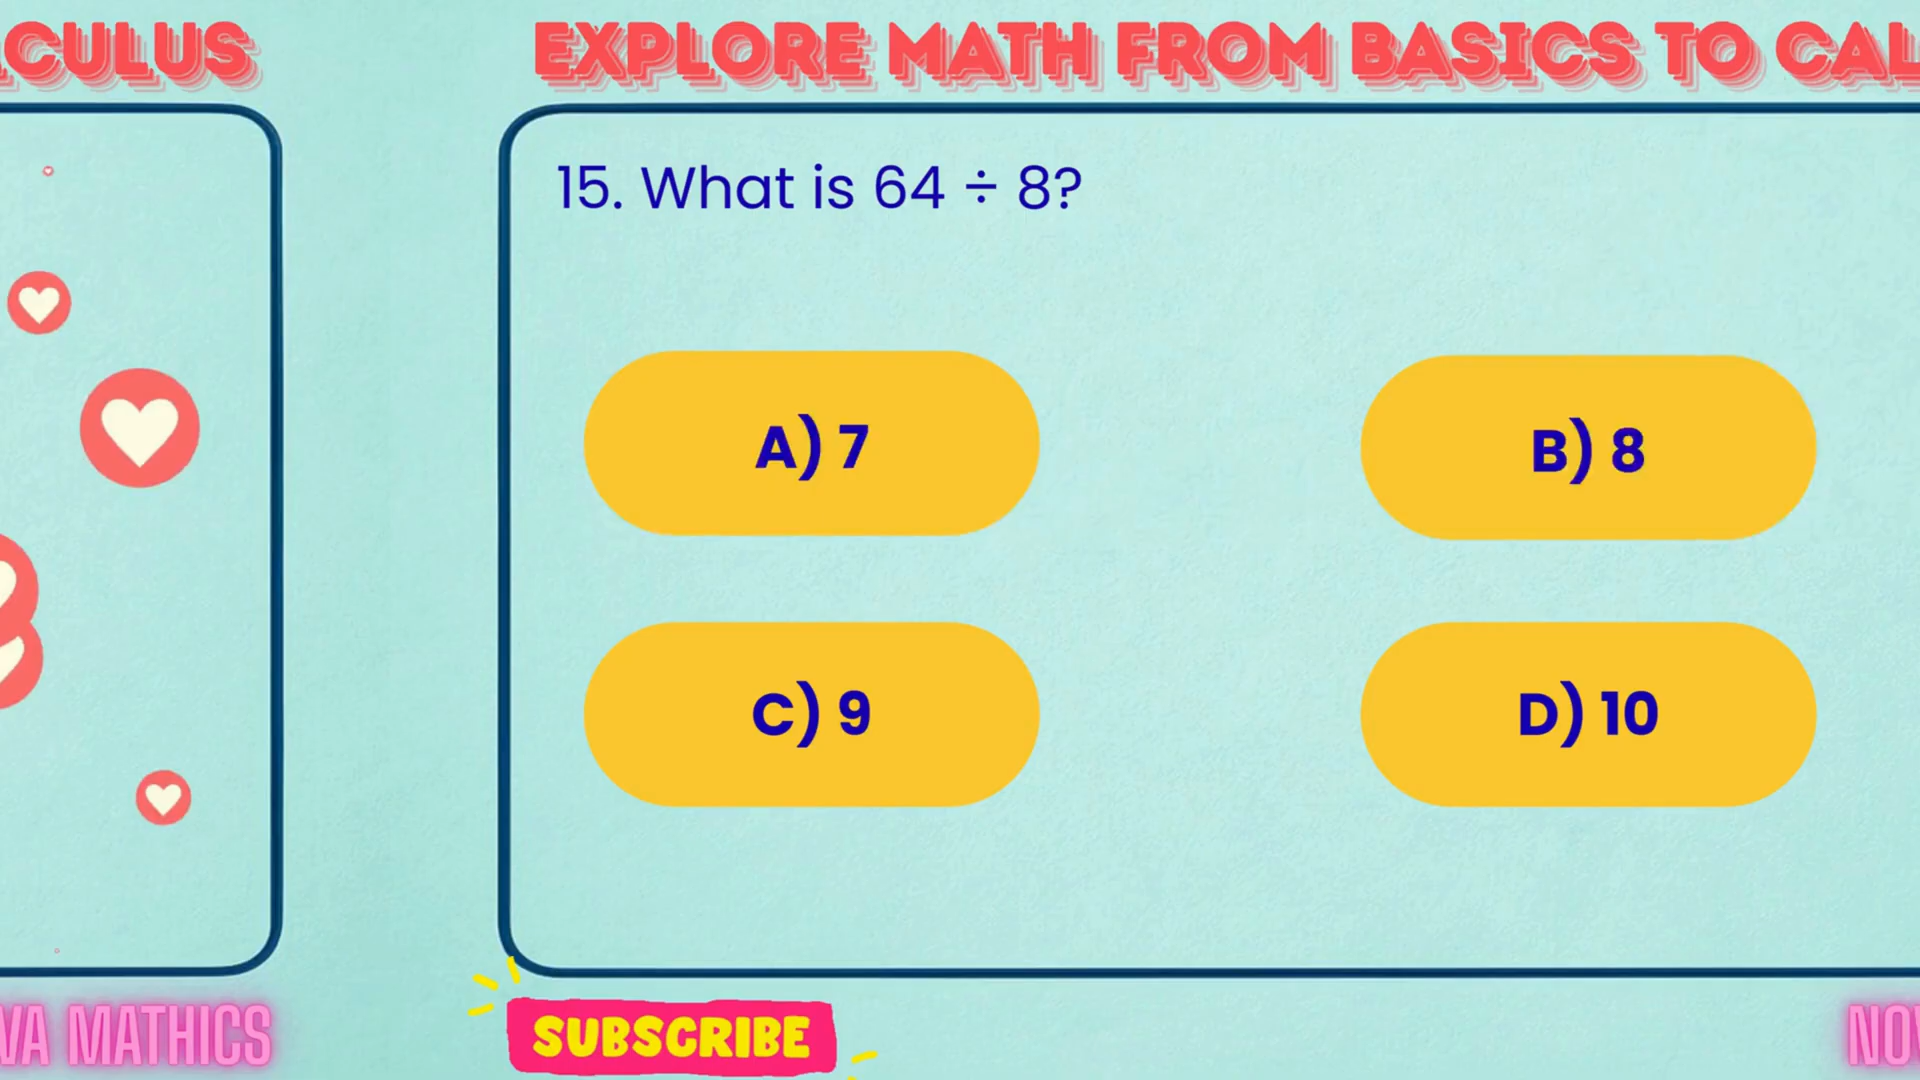 CULUS
EXPLORE MATH FROM BASICS TO CAL
15. What is 64 ÷ 8?
A) 7
B) 8
C) 9
D) 10
VA MATHICS
SUBSCRIBE
NOV